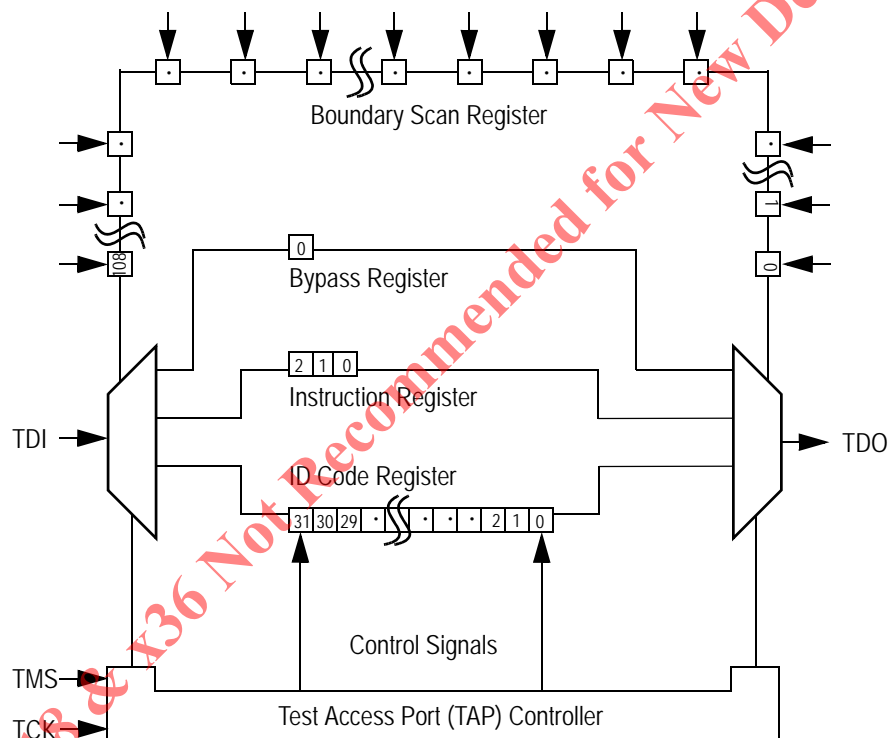 Boundary Scan Register
108
1
0
0
Bypass Register
2 1 0
Instruction Register
TDI
TDO
ID Code Register
31 30 29 · · · · 2 1 0
Control Signals
TMS
Test Access Port (TAP) Controller
TCK
& x36 Not Recommended for New De